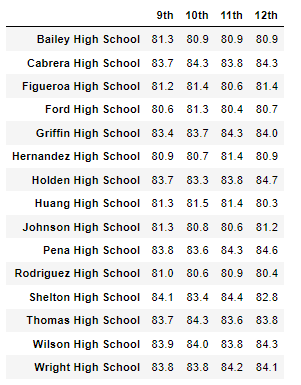 9th 10th 11th 12th
Bailey High School 81.3 80.9 80.9 80.9
Cabrera High School 83.7 84.3 83.8 84.3
Figueroa High School 81.2 81.4 80.6 81.4
Ford High School 80.6 81.3 80.4 80.7
Griffin High School 83.4 83.7 84.3 84.0
Hernandez High School 80.9 80.7 81.4 80.9
Holden High School 83.7 83.3 83.8 84.7
Huang High School 81.3 81.5 81.4 80.3
Johnson High School 81.3 80.8 80.6 81.2
Pena High School 83.8 83.6 84.3 84.6
Rodriguez High School 81.0 80.6 80.9 80.4
Shelton High School 84.1 83.4 84.4 82.8
Thomas High School 83.7 84.3 83.6 83.8
Wilson High School 83.9 84.0 83.8 84.3
Wright High School 83.8 83.8 84.2 84.1